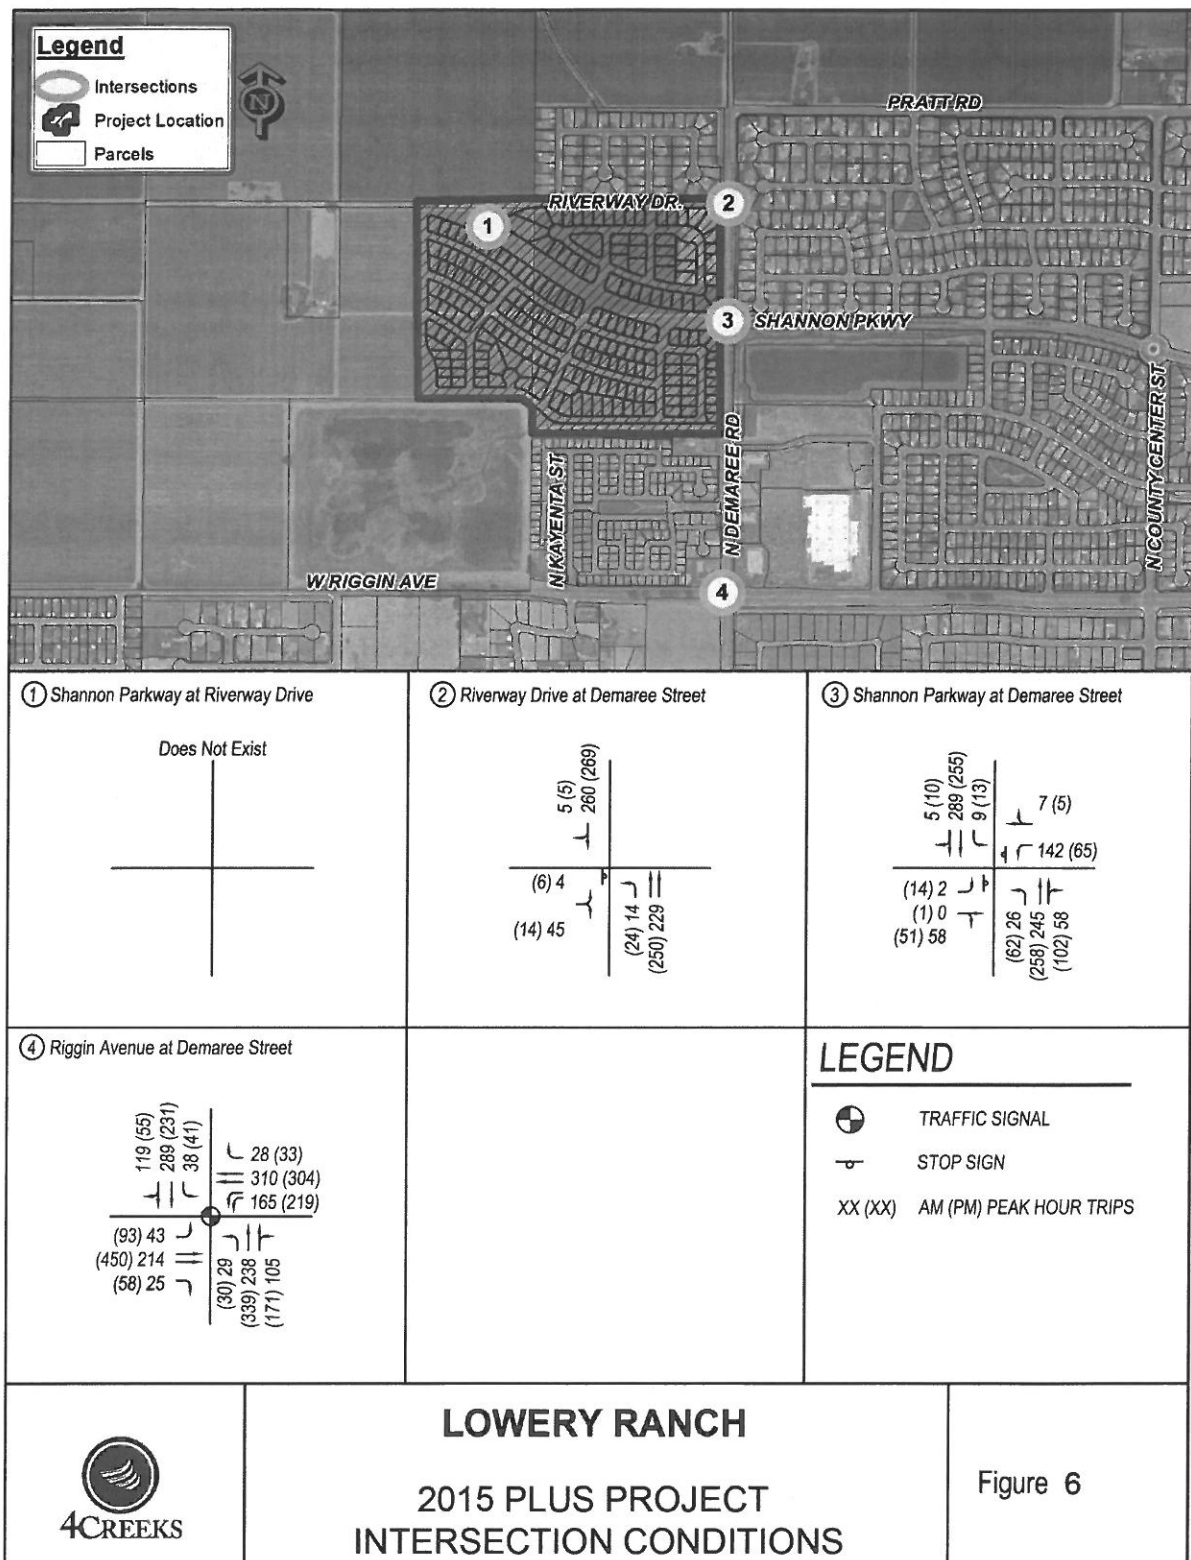 Legend
Intersections
Project Location
Parcels
N
PRATT RD
RIVERWAY DR.
1
2
3
SHANNON PKWY
N DEMAREE RD
N KAYENTA ST
N COUNTY CENTER ST
W RIGGIN AVE
4
1 Shannon Parkway at Riverway Drive
Does Not Exist
2 Riverway Drive at Demaree Street
5 (5)
260 (269)
(6) 4
(14) 45
(24) 14
(250) 229
3 Shannon Parkway at Demaree Street
5 (10)
289 (255)
9 (13)
7 (5)
142 (65)
(14) 2
(1) 0
(51) 58
(62) 26
(258) 245
(102) 58
4 Riggin Avenue at Demaree Street
119 (55)
289 (231)
38 (41)
28 (33)
310 (304)
165 (219)
(93) 43
(450) 214
(58) 25
(30) 29
(339) 238
(171) 105
LEGEND
TRAFFIC SIGNAL
STOP SIGN
XX (XX) AM (PM) PEAK HOUR TRIPS
4CREEKS
LOWERY RANCH
2015 PLUS PROJECT
INTERSECTION CONDITIONS
Figure 6